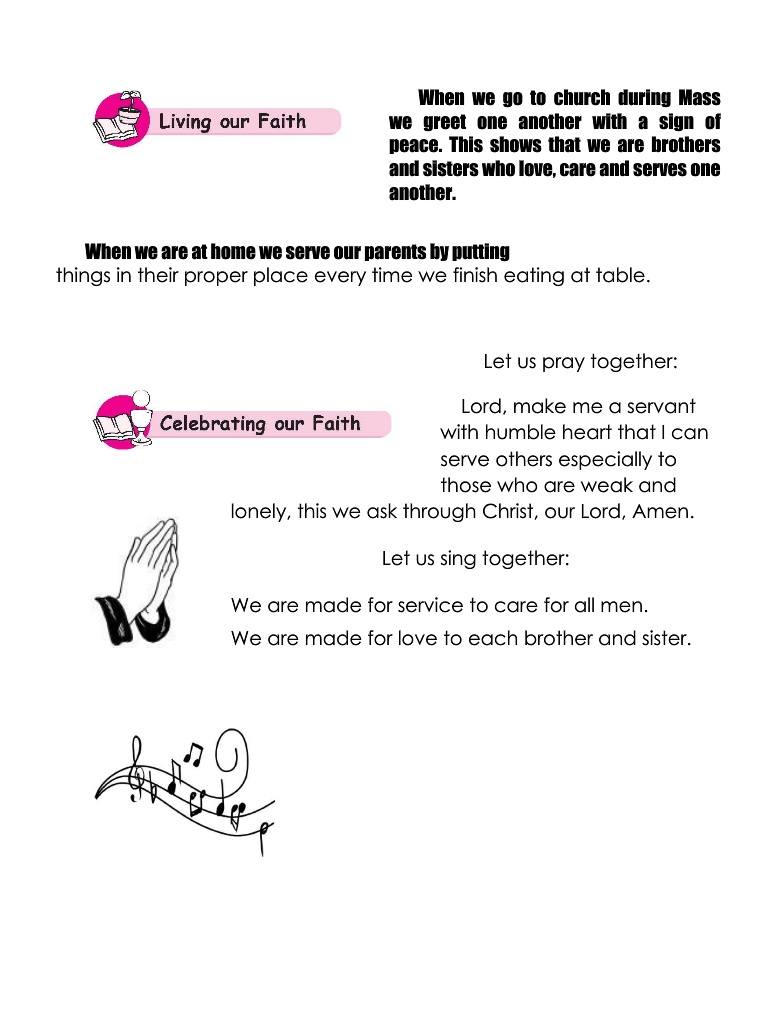 Living our Faith
When we go to church during Mass
we greet one another with a sign of
peace. This shows that we are brothers
and sisters who love, care and serves one
another.
When we are at home we serve our parents by putting
things in their proper place every time we finish eating at table.
Let us pray together:
Celebrating our Faith
Lord, make me a servant
with humble heart that I can
serve others especially to
those who are weak and
lonely, this we ask through Christ, our Lord, Amen.
Let us sing together:
We are made for service to care for all men.
We are made for love to each brother and sister.